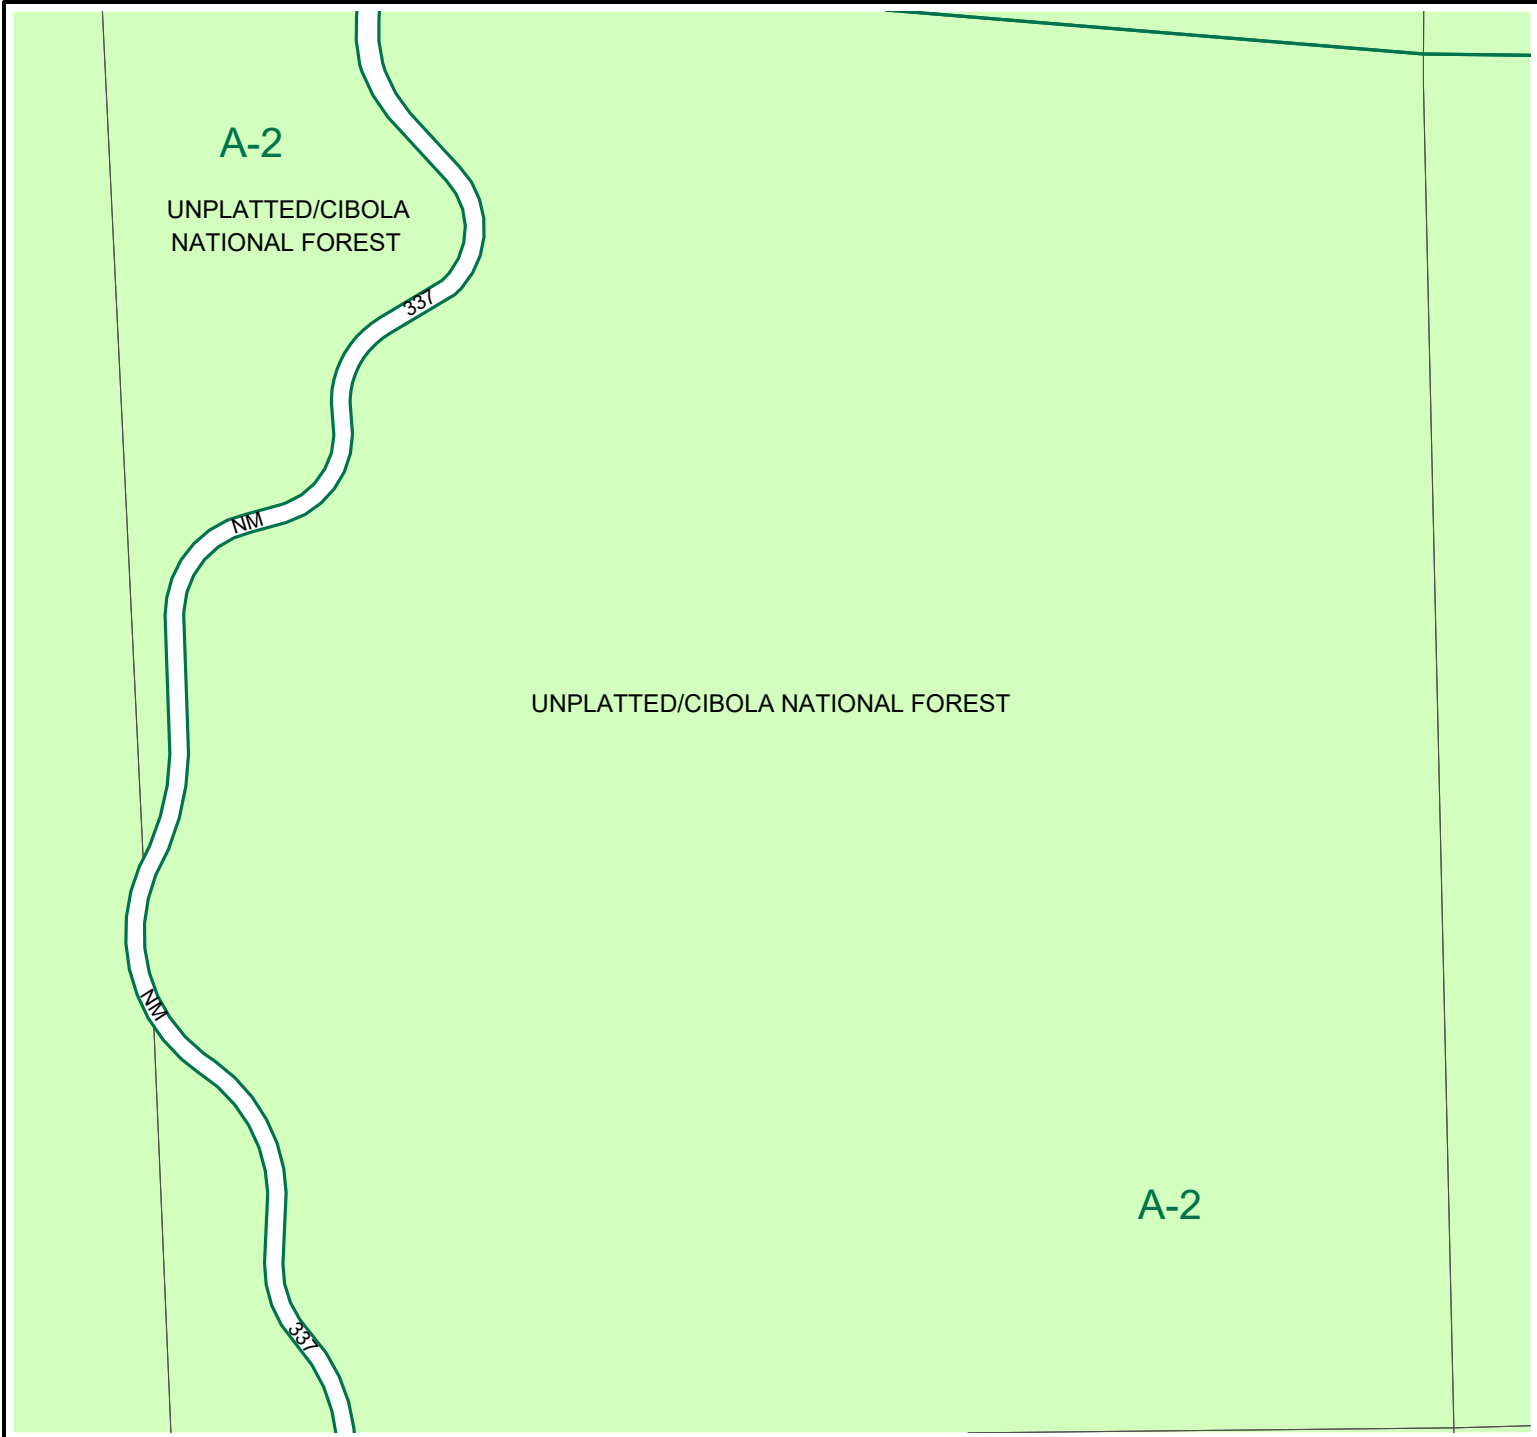 A-2
UNPLATTED/CIBOLA
NATIONAL FOREST
337
NM
UNPLATTED/CIBOLA NATIONAL FOREST
NM
A-2
337